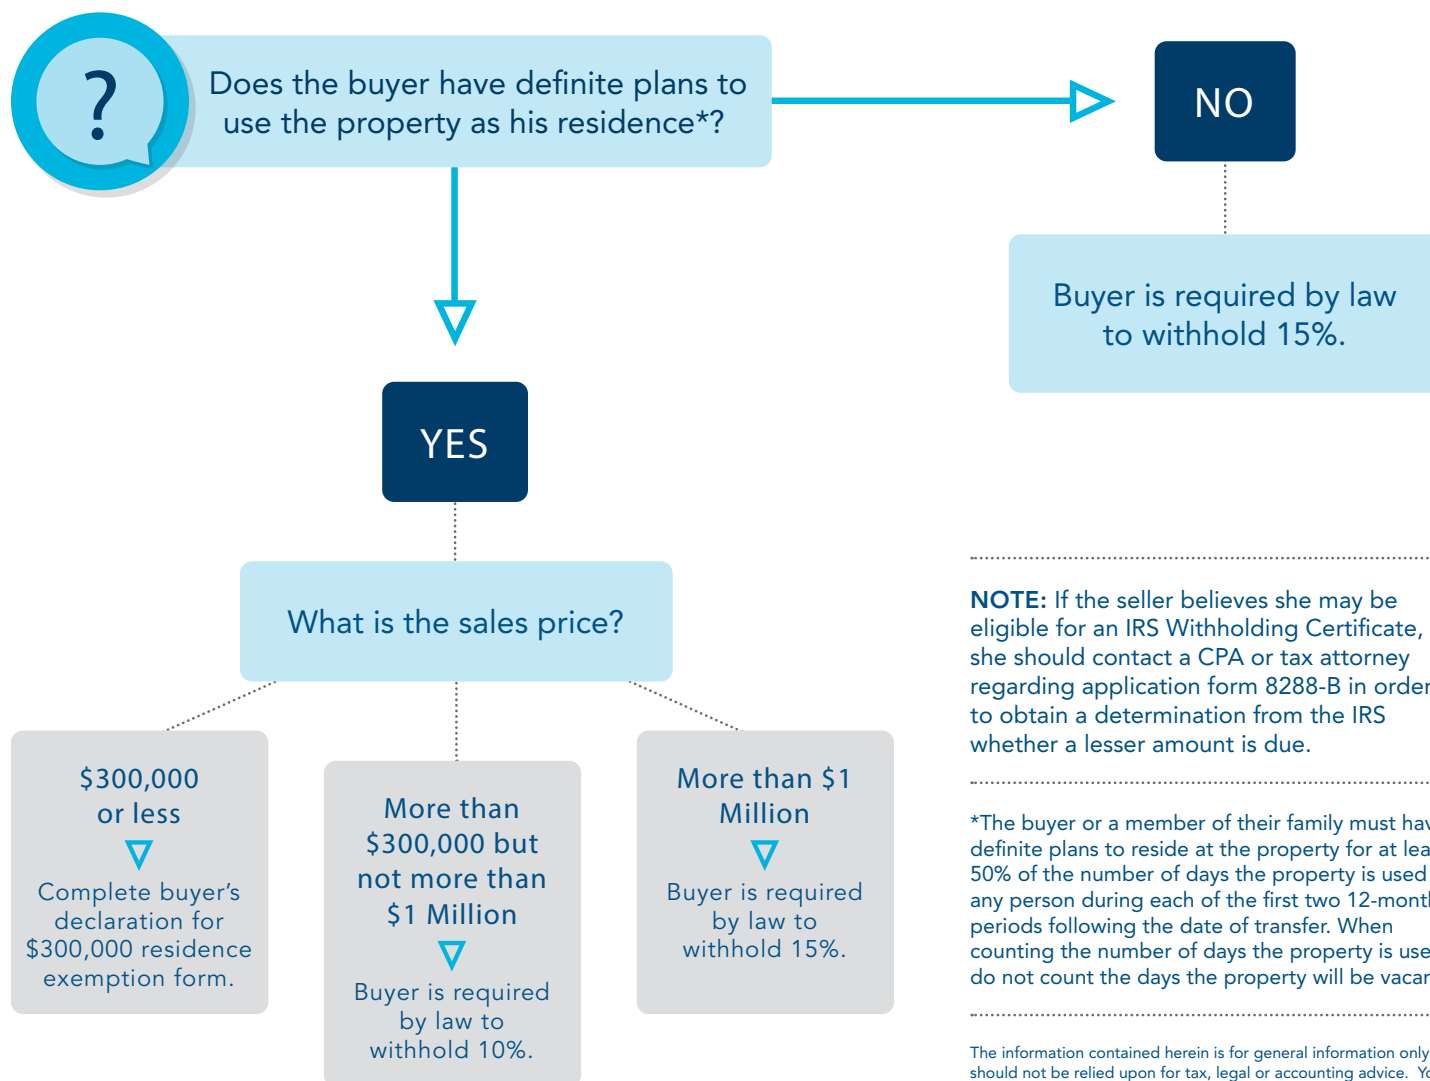 ?
Does the buyer have definite plans to
use the property as his residence*?
NO
Buyer is required by law
to withhold 15%.
YES
What is the sales price?
$300,000
or less
Complete buyer’s
declaration for
$300,000 residence
exemption form.
More than
$300,000 but
not more than
$1 Million
Buyer is required
by law to
withhold 10%.
More than $1
Million
Buyer is required
by law to
withhold 15%.
NOTE: If the seller believes she may be
eligible for an IRS Withholding Certificate,
she should contact a CPA or tax attorney
regarding application form 8288-B in order
to obtain a determination from the IRS
whether a lesser amount is due.
*The buyer or a member of their family must
definite plans to reside at the property for at
50% of the number of days the property is used
any person during each of the first two
periods following the date of transfer. When
counting the number of days the property is
do not count the days the property will be
The information contained herein is for general information only
should not be relied upon for tax, legal or accounting advice.